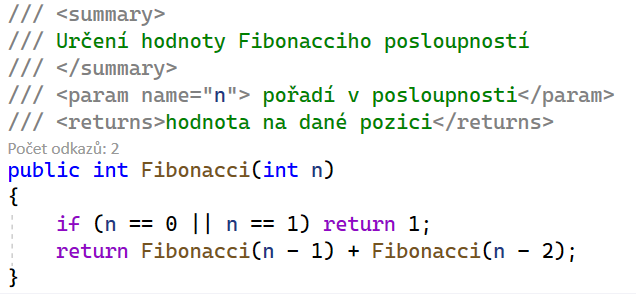 /// <summary>
/// Určení hodnoty Fibonacciho posloupností
/// </summary>
/// <param name="n"> pořadí v posloupnosti</param>
/// <returns>hodnota na dané pozici</returns>
Počet odkazů: 2
public int Fibonacci(int n)
{
    if (n == 0 || n == 1) return 1;
    return Fibonacci(n - 1) + Fibonacci(n - 2);
}